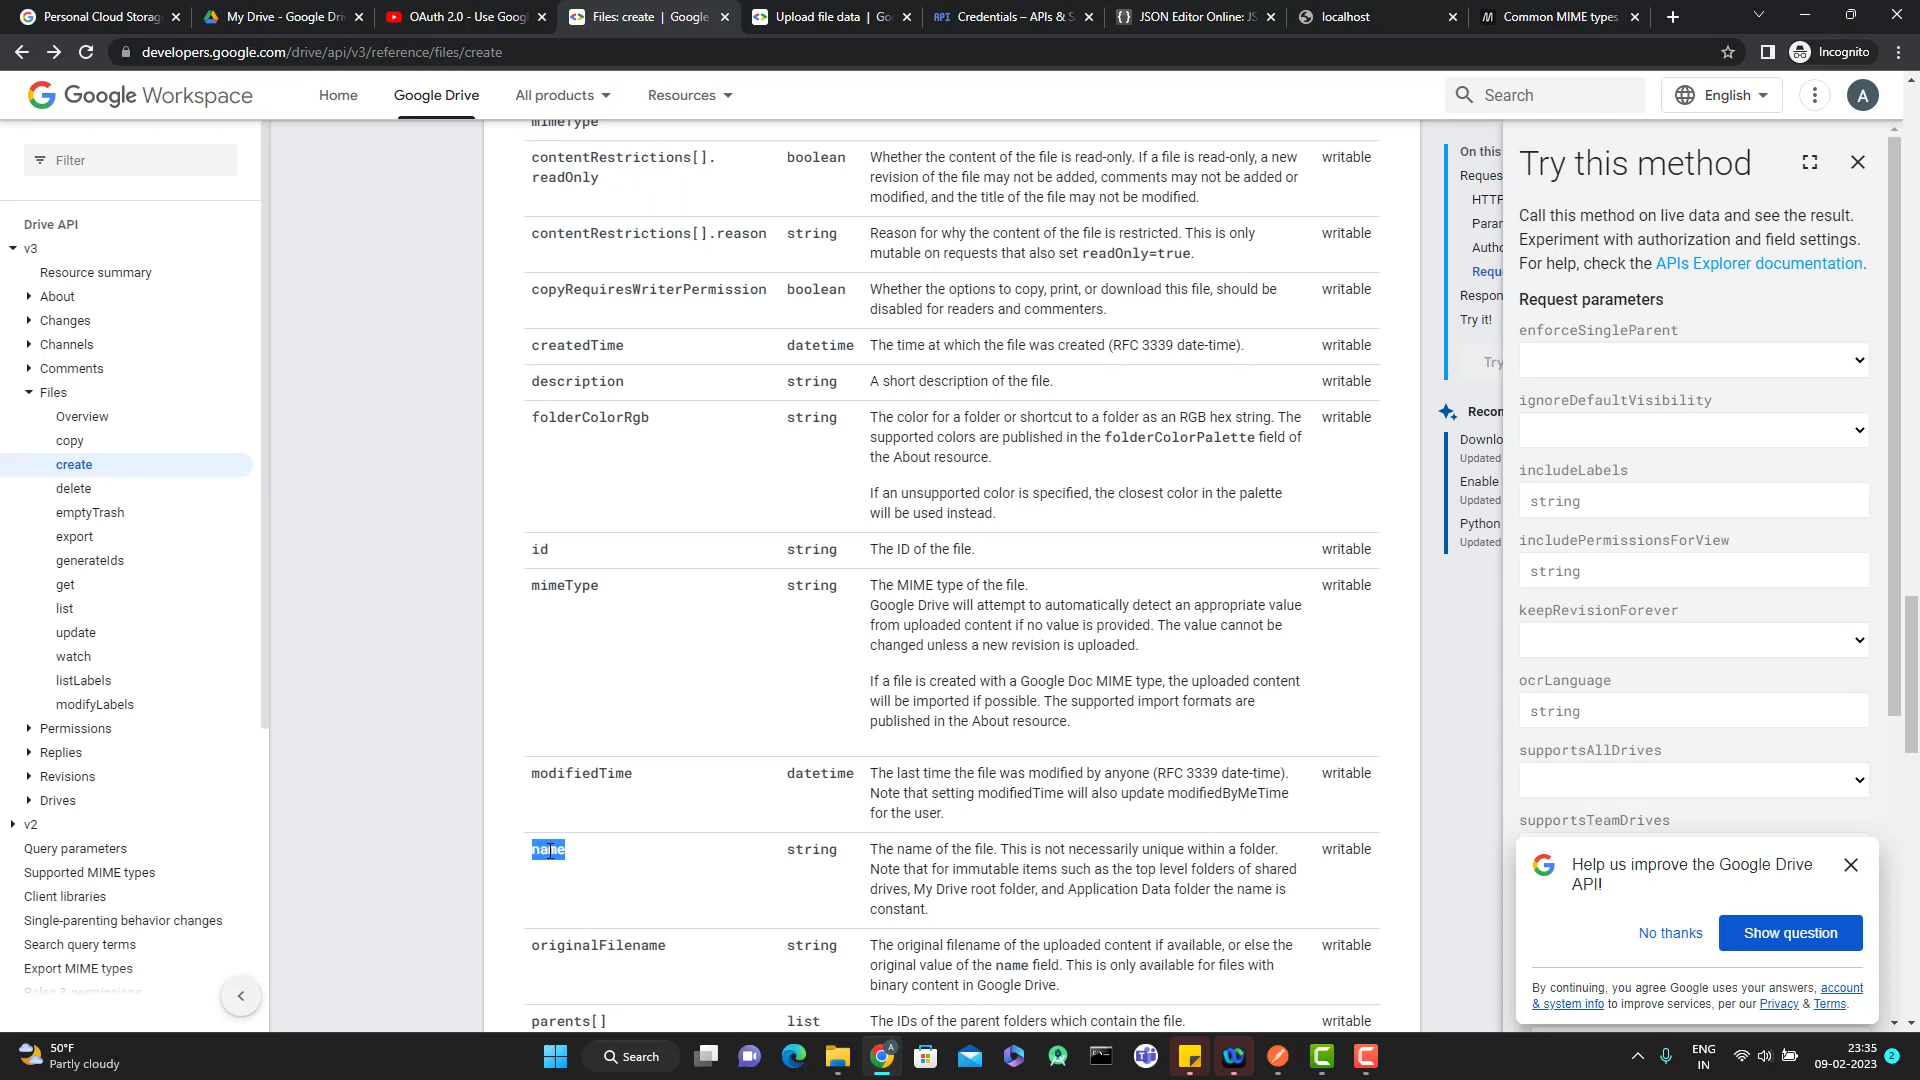 Personal Cloud Storag
My Drive - Google Dri
OAuth 2.0 - Use Goog
Files: create | Google
Upload file data | Go
API Credentials – APIs & S
JSON Editor Online: JS
localhost
Common MIME types
developers.google.com/drive/api/v3/reference/files/create
Incognito
Google Workspace
Home
Google Drive
All products
Resources
Search
English
A
Filter
Drive API
v3
Resource summary
About
Changes
Channels
Comments
Files
Overview
copy
create
delete
emptyTrash
export
generateIds
get
list
update
watch
listLabels
modifyLabels
Permissions
Replies
Revisions
Drives
v2
Query parameters
Supported MIME types
Client libraries
Single-parenting behavior changes
Search query terms
Export MIME types
Roles & permissions
mimeType
contentRestrictions[]. boolean Whether the content of the file is read-only. If a file is read-only, a new writable
readOnly revision of the file may not be added, comments may not be added or
modified, and the title of the file may not be modified.
contentRestrictions[].reason string Reason for why the content of the file is restricted. This is only writable
mutable on requests that also set readOnly=true.
copyRequiresWriterPermission boolean Whether the options to copy, print, or download this file, should be writable
disabled for readers and commenters.
createdTime datetime The time at which the file was created (RFC 3339 date-time). writable
description string A short description of the file. writable
folderColorRgb string The color for a folder or shortcut to a folder as an RGB hex string. The writable
supported colors are published in the folderColorPalette field of
the About resource.
If an unsupported color is specified, the closest color in the palette
will be used instead.
id string The ID of the file. writable
mimeType string The MIME type of the file. writable
Google Drive will attempt to automatically detect an appropriate value
from uploaded content if no value is provided. The value cannot be
changed unless a new revision is uploaded.
If a file is created with a Google Doc MIME type, the uploaded content
will be imported if possible. The supported import formats are
published in the About resource.
modifiedTime datetime The last time the file was modified by anyone (RFC 3339 date-time). writable
Note that setting modifiedTime will also update modifiedByMeTime
for the user.
name string The name of the file. This is not necessarily unique within a folder. writable
Note that for immutable items such as the top level folders of shared
drives, My Drive root folder, and Application Data folder the name is
constant.
originalFilename string The original filename of the uploaded content if available, or else the writable
original value of the name field. This is only available for files with
binary content in Google Drive.
parents[] list The IDs of the parent folders which contain the file. writable
On this
Reques
HTTF
Parar
Autho
Requ
Respon
Try it!
Try
Recon
Downlo
Updated
Enable
Updated
Python
Updated
Try this method
Call this method on live data and see the result.
Experiment with authorization and field settings.
For help, check the APIs Explorer documentation.
Request parameters
enforceSingleParent
ignoreDefaultVisibility
includeLabels
string
includePermissionsForView
string
keepRevisionForever
ocrLanguage
string
supportsAllDrives
supportsTeamDrives
Help us improve the Google Drive
API!
No thanks
Show question
By continuing, you agree Google uses your answers, account
& system info to improve services, per our Privacy & Terms.
50°F
Partly cloudy
Search
ENG
IN
23:35
09-02-2023
2